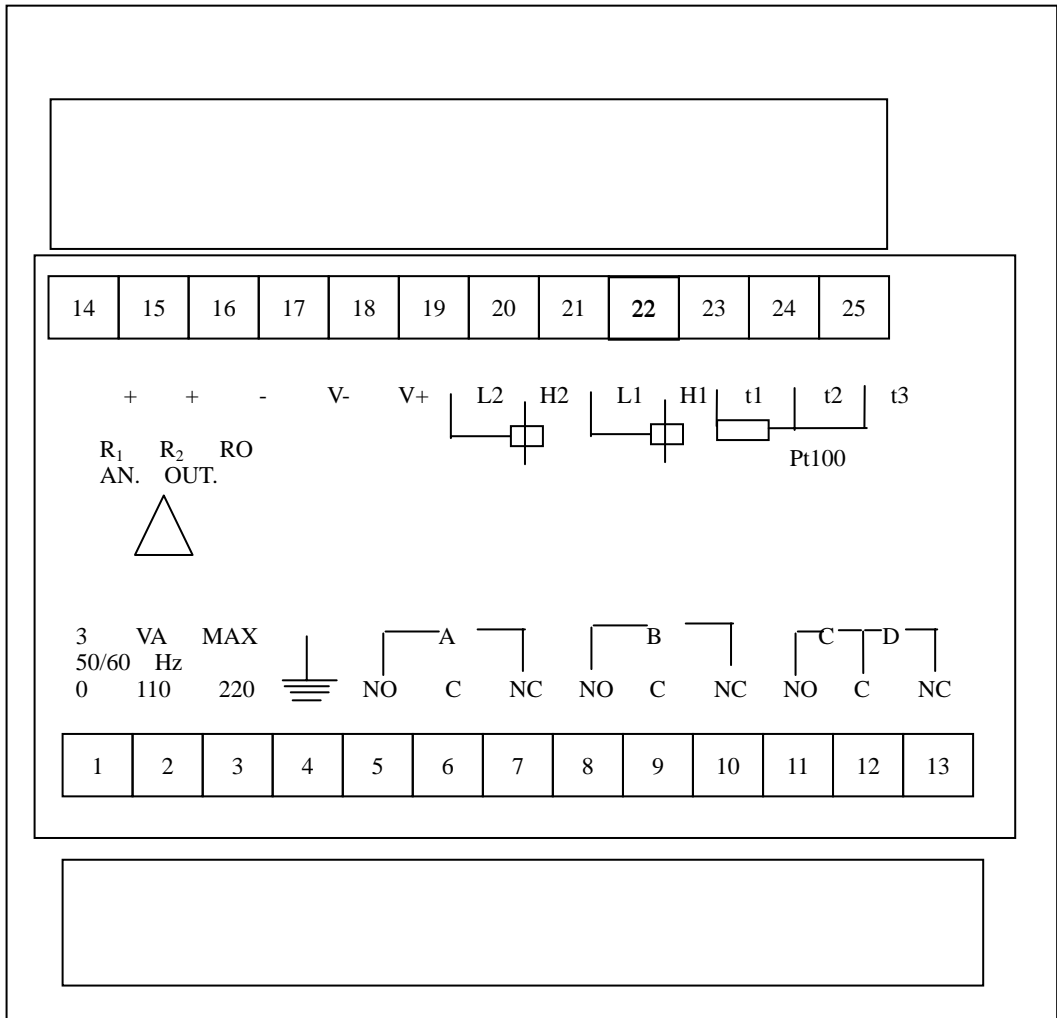 14 15 16 17 18 19 20 21 22 23 24 25
+ + - V- V+ L2 H2 L1 H1 t1 t2 t3
R₁ R₂ RO
AN. OUT.
Pt100
3 VA MAX
50/60 Hz
A B C D
0 110 220 NO C NC NO C NC NO C NC
1 2 3 4 5 6 7 8 9 10 11 12 13